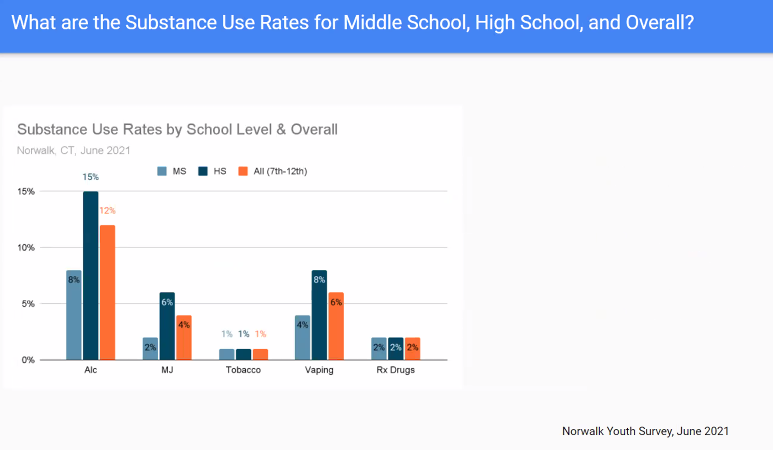 What are the Substance Use Rates for Middle School, High School, and Overall?
Substance Use Rates by School Level & Overall
Norwalk, CT, June 2021
MS HS All (7th-12th)
15%
10%
5%
0%
8% 15% 12%
2% 6% 4%
1% 1% 1%
4% 8% 6%
2% 2% 2%
Alc MJ Tobacco Vaping Rx Drugs
Norwalk Youth Survey, June 2021